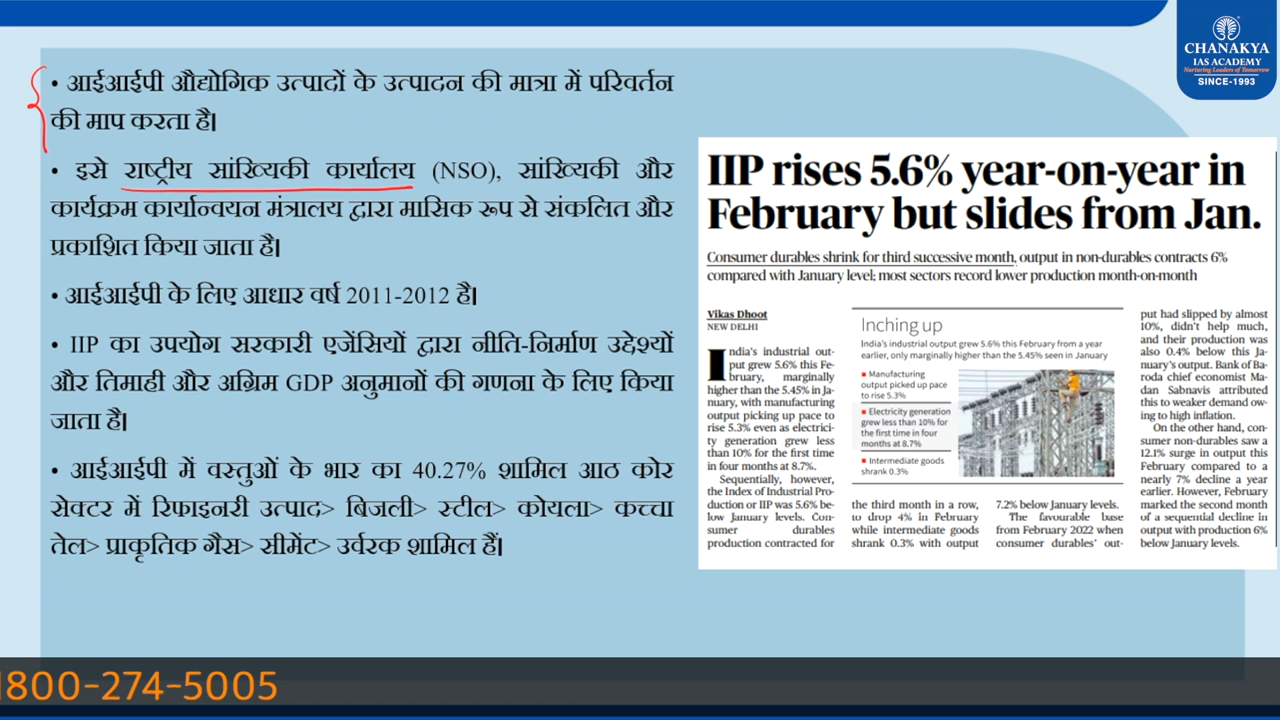 CHANAKYA
IAS ACADEMY
Nurturing Leaders of Tomorrow
SINCE-1993
• आईआईपी औद्योगिक उत्पादों के उत्पादन की मात्रा में परिवर्तन
की माप करता है।
• इसे राष्ट्रीय सांख्यिकी कार्यालय (NSO), सांख्यिकी और
कार्यक्रम कार्यान्वयन मंत्रालय द्वारा मासिक रूप से संकलित और
प्रकाशित किया जाता है।
• आईआईपी के लिए आधार वर्ष 2011-2012 है।
• IIP का उपयोग सरकारी एजेंसियों द्वारा नीति-निर्माण उद्देश्यों
और तिमाही और अग्रिम GDP अनुमानों की गणना के लिए किया
जाता है।
• आईआईपी में वस्तुओं के भार का 40.27% शामिल आठ कोर
सेक्टर में रिफाइनरी उत्पाद> बिजली> स्टील> कोयला> कच्चा
तेल> प्राकृतिक गैस> सीमेंट> उर्वरक शामिल हैं।
IIP rises 5.6% year-on-year in
February but slides from Jan.
Consumer durables shrink for third successive month, output in non-durables contracts 6%
compared with January level; most sectors record lower production month-on-month
Vikas Dhoot
NEW DELHI
India's industrial out-
put grew 5.6% this Fe-
bruary, marginally
higher than the 5.45% in Ja-
nuary, with manufacturing
output picking up pace to
rise 5.3% even as electrici-
ty generation grew less
than 10% for the first time
in four months at 8.7%.
Sequentially, however,
the Index of Industrial Pro-
duction or IIP was 5.6% be-
low January levels. Con-
sumer durables
production contracted for
Inching up
India's industrial output grew 5.6% this February from a year
earlier, only marginally higher than the 5.45% seen in January
■ Manufacturing
output picked up pace
to rise 5.3%
■ Electricity generation
grew less than 10% for
the first time in four
months at 8.7%
■ Intermediate goods
shrank 0.3%
the third month in a row,
to drop 4% in February
while intermediate goods
shrank 0.3% with output
7.2% below January levels.
The favourable base
from February 2022 when
consumer durables' out-
put had slipped by almost
10%, didn't help much,
and their production was
also 0.4% below this Ja-
nuary's output. Bank of Ba-
roda chief economist Ma-
dan Sabnavis attributed
this to weaker demand ow-
ing to high inflation.
On the other hand, con-
sumer non-durables saw a
12.1% surge in output this
February compared to a
nearly 7% decline a year
earlier. However, February
marked the second month
of a sequential decline in
output with production 6%
below January levels.
1800-274-5005